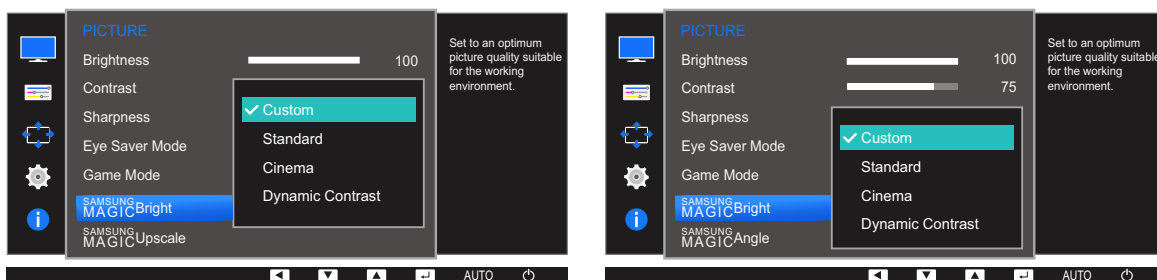 PICTURE
Brightness 100
Contrast
Sharpness
Eye Saver Mode
Game Mode
SAMSUNG
MAGICBright
SAMSUNG
MAGICUpscale
Custom
Standard
Cinema
Dynamic Contrast
Set to an optimum
picture quality suitable
for the working
environment.
AUTO
PICTURE
Brightness 100
Contrast 75
Sharpness
Eye Saver Mode
Game Mode
SAMSUNG
MAGICBright
SAMSUNG
MAGICAngle
Custom
Standard
Cinema
Dynamic Contrast
Set to an optimum
picture quality suitable
for the working
environment.
AUTO